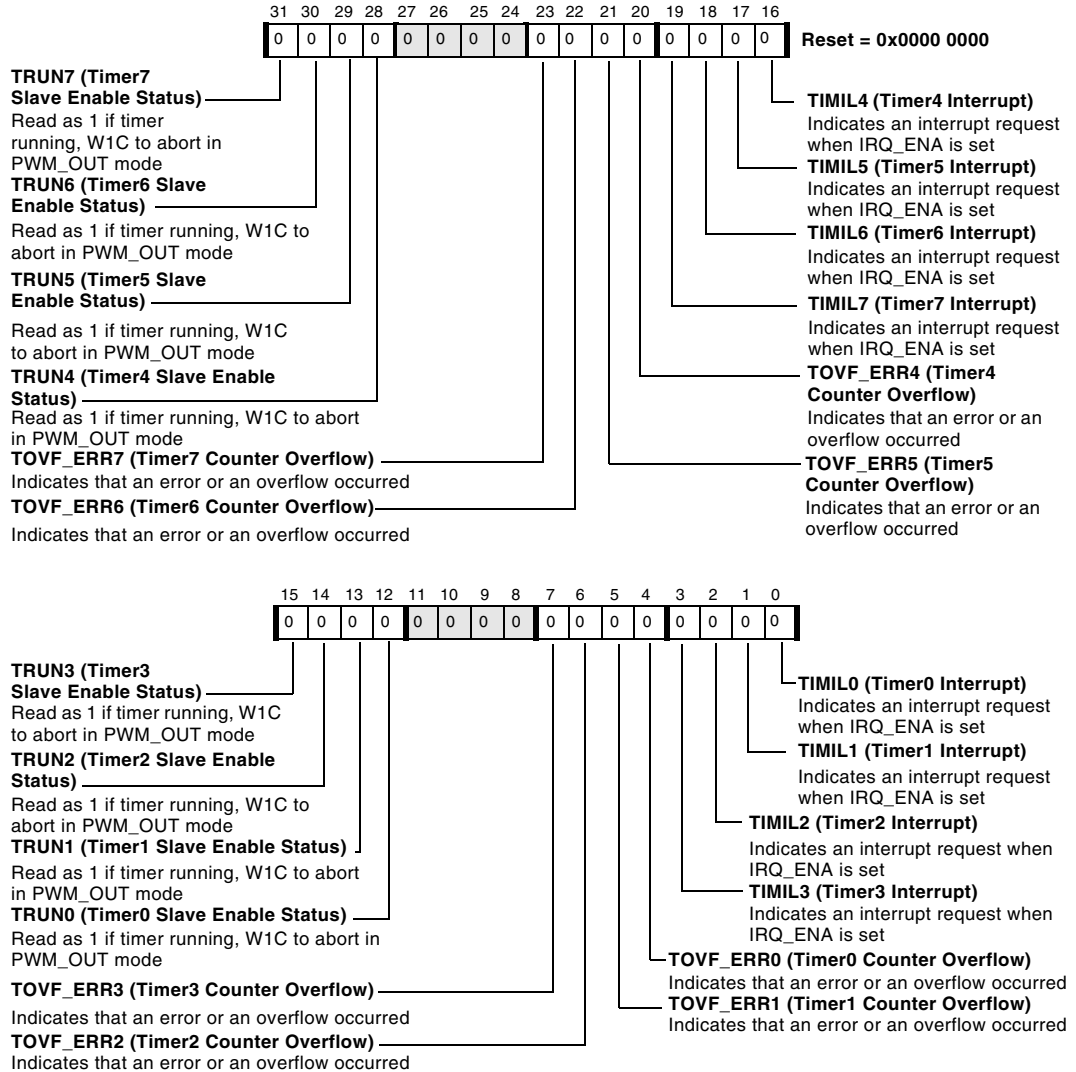 31 30 29 28 27 26 25 24 23 22 21 20 19 18 17 16
0 0 0 0 0 0 0 0 0 0 0 0 0 0 0 0
Reset = 0x0000 0000
TRUN7 (Timer7
Slave Enable Status)
Read as 1 if timer
running, W1C to abort in
PWM_OUT mode
TRUN6 (Timer6 Slave
Enable Status)
Read as 1 if timer running, W1C to
abort in PWM_OUT mode
TRUN5 (Timer5 Slave
Enable Status)
Read as 1 if timer running, W1C
to abort in PWM_OUT mode
TRUN4 (Timer4 Slave Enable
Status)
Read as 1 if timer running, W1C to abort
in PWM_OUT mode
TOVF_ERR7 (Timer7 Counter Overflow)
Indicates that an error or an overflow occurred
TOVF_ERR6 (Timer6 Counter Overflow)
Indicates that an error or an overflow occurred
TIMIL4 (Timer4 Interrupt)
Indicates an interrupt request
when IRQ_ENA is set
TIMIL5 (Timer5 Interrupt)
Indicates an interrupt request
when IRQ_ENA is set
TIMIL6 (Timer6 Interrupt)
Indicates an interrupt request
when IRQ_ENA is set
TIMIL7 (Timer7 Interrupt)
Indicates an interrupt request
when IRQ_ENA is set
TOVF_ERR4 (Timer4
Counter Overflow)
Indicates that an error or an
overflow occurred
TOVF_ERR5 (Timer5
Counter Overflow)
Indicates that an error or an
overflow occurred
15 14 13 12 11 10 9 8 7 6 5 4 3 2 1 0
0 0 0 0 0 0 0 0 0 0 0 0 0 0 0 0
TRUN3 (Timer3
Slave Enable Status)
Read as 1 if timer running, W1C
to abort in PWM_OUT mode
TRUN2 (Timer2 Slave Enable
Status)
Read as 1 if timer running, W1C to
abort in PWM_OUT mode
TRUN1 (Timer1 Slave Enable Status)
Read as 1 if timer running, W1C to abort
in PWM_OUT mode
TRUN0 (Timer0 Slave Enable Status)
Read as 1 if timer running, W1C to abort in
PWM_OUT mode
TOVF_ERR3 (Timer3 Counter Overflow)
Indicates that an error or an overflow occurred
TOVF_ERR2 (Timer2 Counter Overflow)
Indicates that an error or an overflow occurred
TIMIL0 (Timer0 Interrupt)
Indicates an interrupt request
when IRQ_ENA is set
TIMIL1 (Timer1 Interrupt)
Indicates an interrupt request
when IRQ_ENA is set
TIMIL2 (Timer2 Interrupt)
Indicates an interrupt request when
IRQ_ENA is set
TIMIL3 (Timer3 Interrupt)
Indicates an interrupt request when
IRQ_ENA is set
TOVF_ERR0 (Timer0 Counter Overflow)
Indicates that an error or an overflow occurred
TOVF_ERR1 (Timer1 Counter Overflow)
Indicates that an error or an overflow occurred